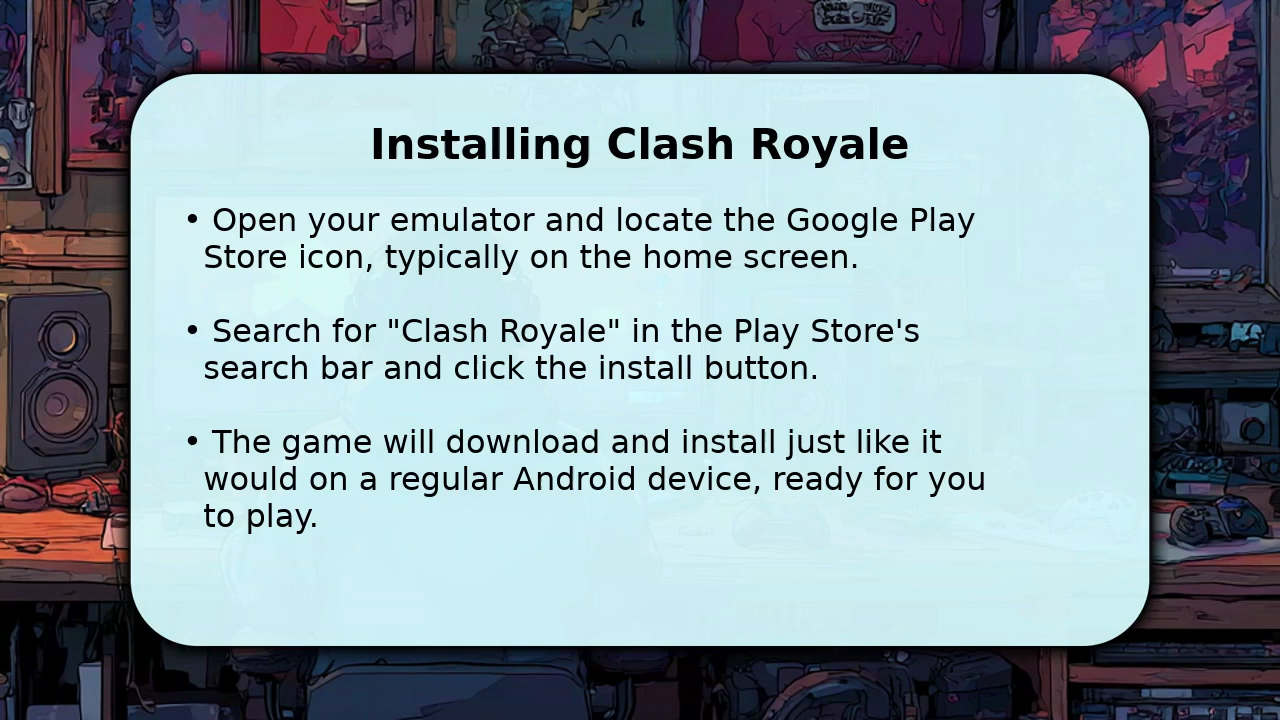 Installing Clash Royale
• Open your emulator and locate the Google Play
Store icon, typically on the home screen.
• Search for "Clash Royale" in the Play Store's
search bar and click the install button.
• The game will download and install just like it
would on a regular Android device, ready for you
to play.